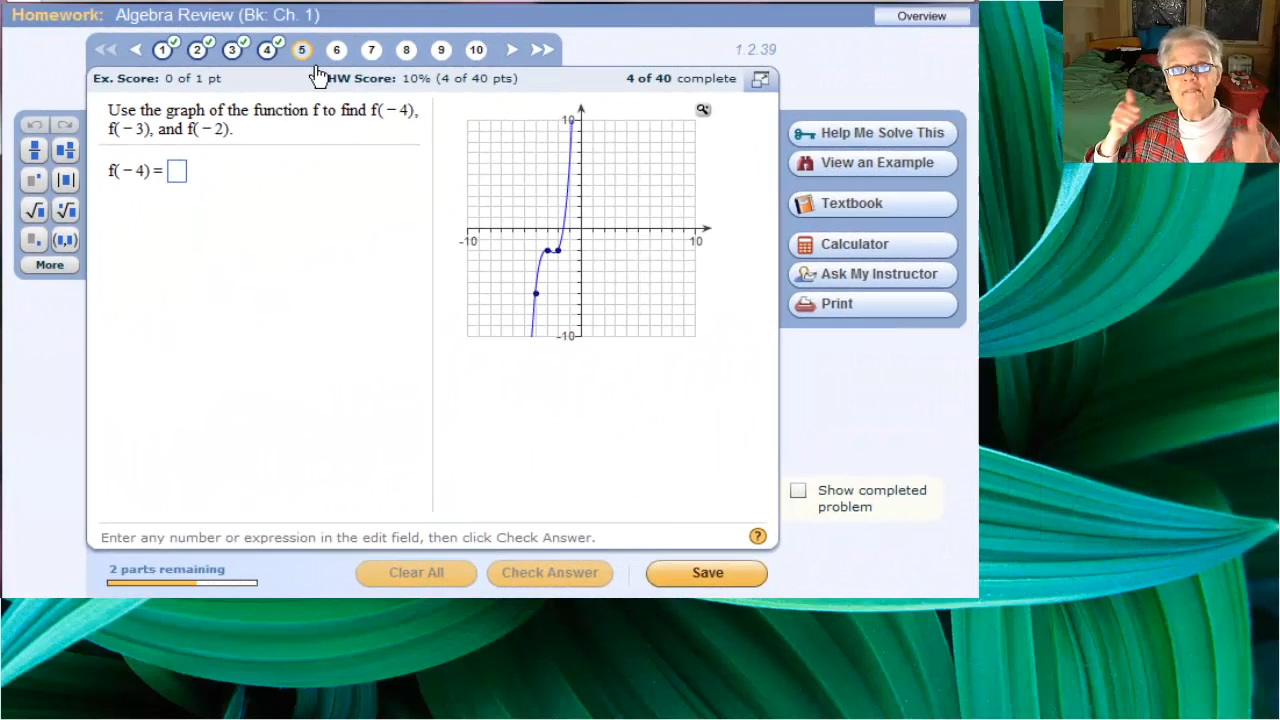 Homework: Algebra Review (Bk: Ch. 1)
Overview
1 2 3 4 5 6 7 8 9 10
1.2.39
Ex. Score: 0 of 1 pt
HW Score: 10% (4 of 40 pts)
4 of 40 complete
Use the graph of the function f to find f(−4),
f(−3), and f(−2).
f(−4) =
10
-10
10
-10
More
Help Me Solve This
View an Example
Textbook
Calculator
Ask My Instructor
Print
Show completed
problem
Enter any number or expression in the edit field, then click Check Answer.
?
2 parts remaining
Clear All
Check Answer
Save